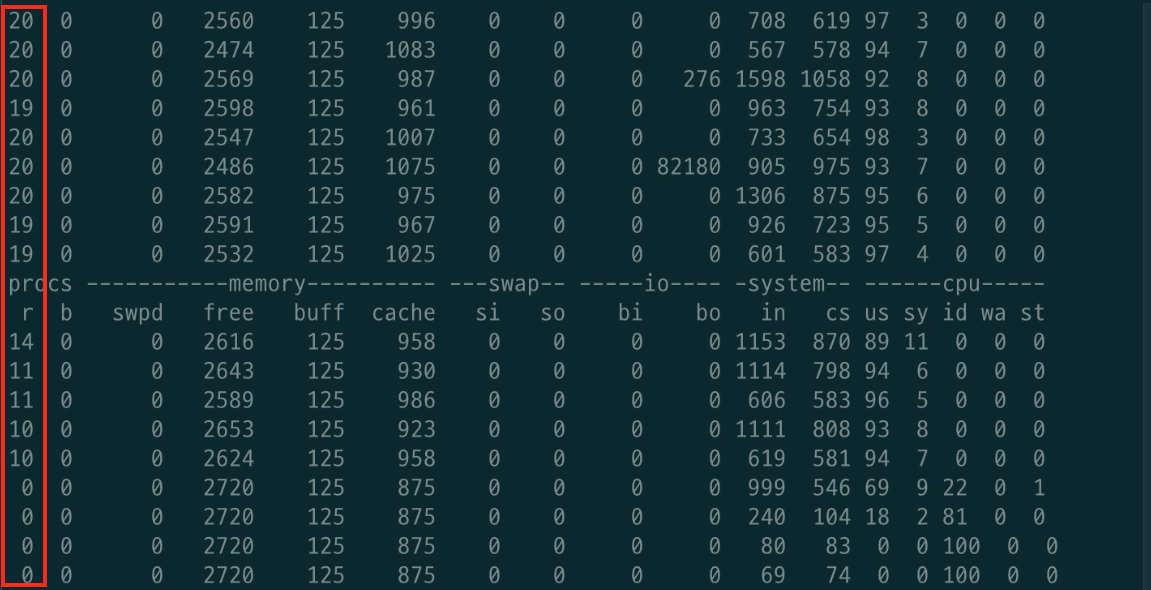 20  0      0   2560    125    996    0    0     0     0  708  619 97  3  0  0  0
20  0      0   2474    125   1083    0    0     0     0  567  578 94  7  0  0  0
20  0      0   2569    125    987    0    0     0   276 1598 1058 92  8  0  0  0
19  0      0   2598    125    961    0    0     0     0  963  754 93  8  0  0  0
20  0      0   2547    125   1007    0    0     0     0  733  654 98  3  0  0  0
20  0      0   2486    125   1075    0    0     0 82180  905  975 93  7  0  0  0
20  0      0   2582    125    975    0    0     0     0 1306  875 95  6  0  0  0
19  0      0   2591    125    967    0    0     0     0  926  723 95  5  0  0  0
19  0      0   2532    125   1025    0    0     0     0  601  583 97  4  0  0  0
procs -----------memory---------- ---swap-- -----io---- -system-- ------cpu-----
 r  b   swpd   free   buff  cache   si   so    bi    bo   in   cs us sy id wa st
14  0      0   2616    125    958    0    0     0     0 1153  870 89 11  0  0  0
11  0      0   2643    125    930    0    0     0     0 1114  798 94  6  0  0  0
11  0      0   2589    125    986    0    0     0     0  606  583 96  5  0  0  0
10  0      0   2653    125    923    0    0     0     0 1111  808 93  8  0  0  0
10  0      0   2624    125    958    0    0     0     0  619  581 94  7  0  0  0
 0  0      0   2720    125    875    0    0     0     0  999  546 69  9 22  0  1
 0  0      0   2720    125    875    0    0     0     0  240  104 18  2 81  0  0
 0  0      0   2720    125    875    0    0     0     0   80   83  0  0 100  0  0
 0  0      0   2720    125    875    0    0     0     0   69   74  0  0 100  0  0